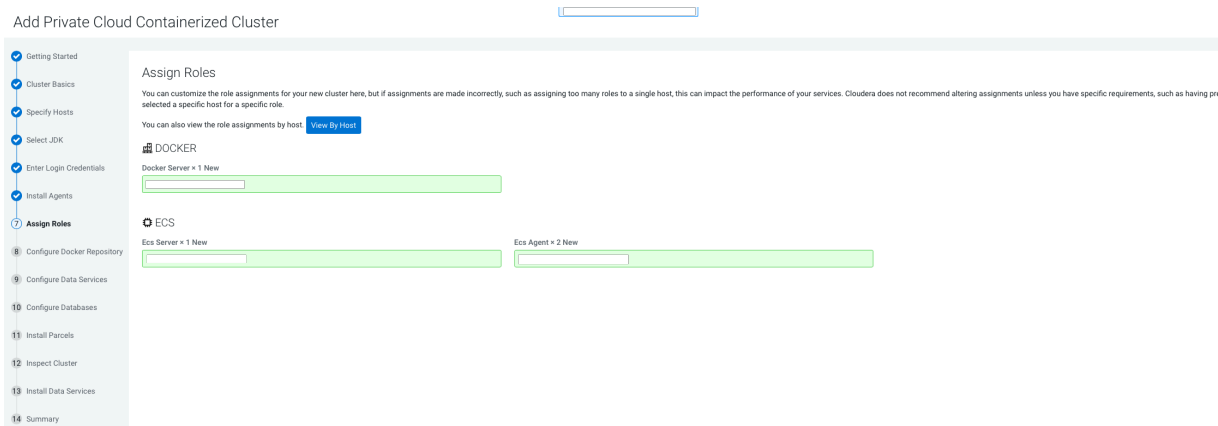 Add Private Cloud Containerized Cluster
Getting Started
Cluster Basics
Specify Hosts
Select JDK
Enter Login Credentials
Install Agents
7 Assign Roles
8 Configure Docker Repository
9 Configure Data Services
10 Configure Databases
11 Install Parcels
12 Inspect Cluster
13 Install Data Services
14 Summary
Assign Roles
You can customize the role assignments for your new cluster here, but if assignments are made incorrectly, such as assigning too many roles to a single host, this can impact the performance of your services. Cloudera does not recommend altering assignments unless you have specific requirements, such as having pre
selected a specific host for a specific role.
You can also view the role assignments by host. View By Host
DOCKER
Docker Server × 1 New
ECS
Ecs Server × 1 New
Ecs Agent × 2 New